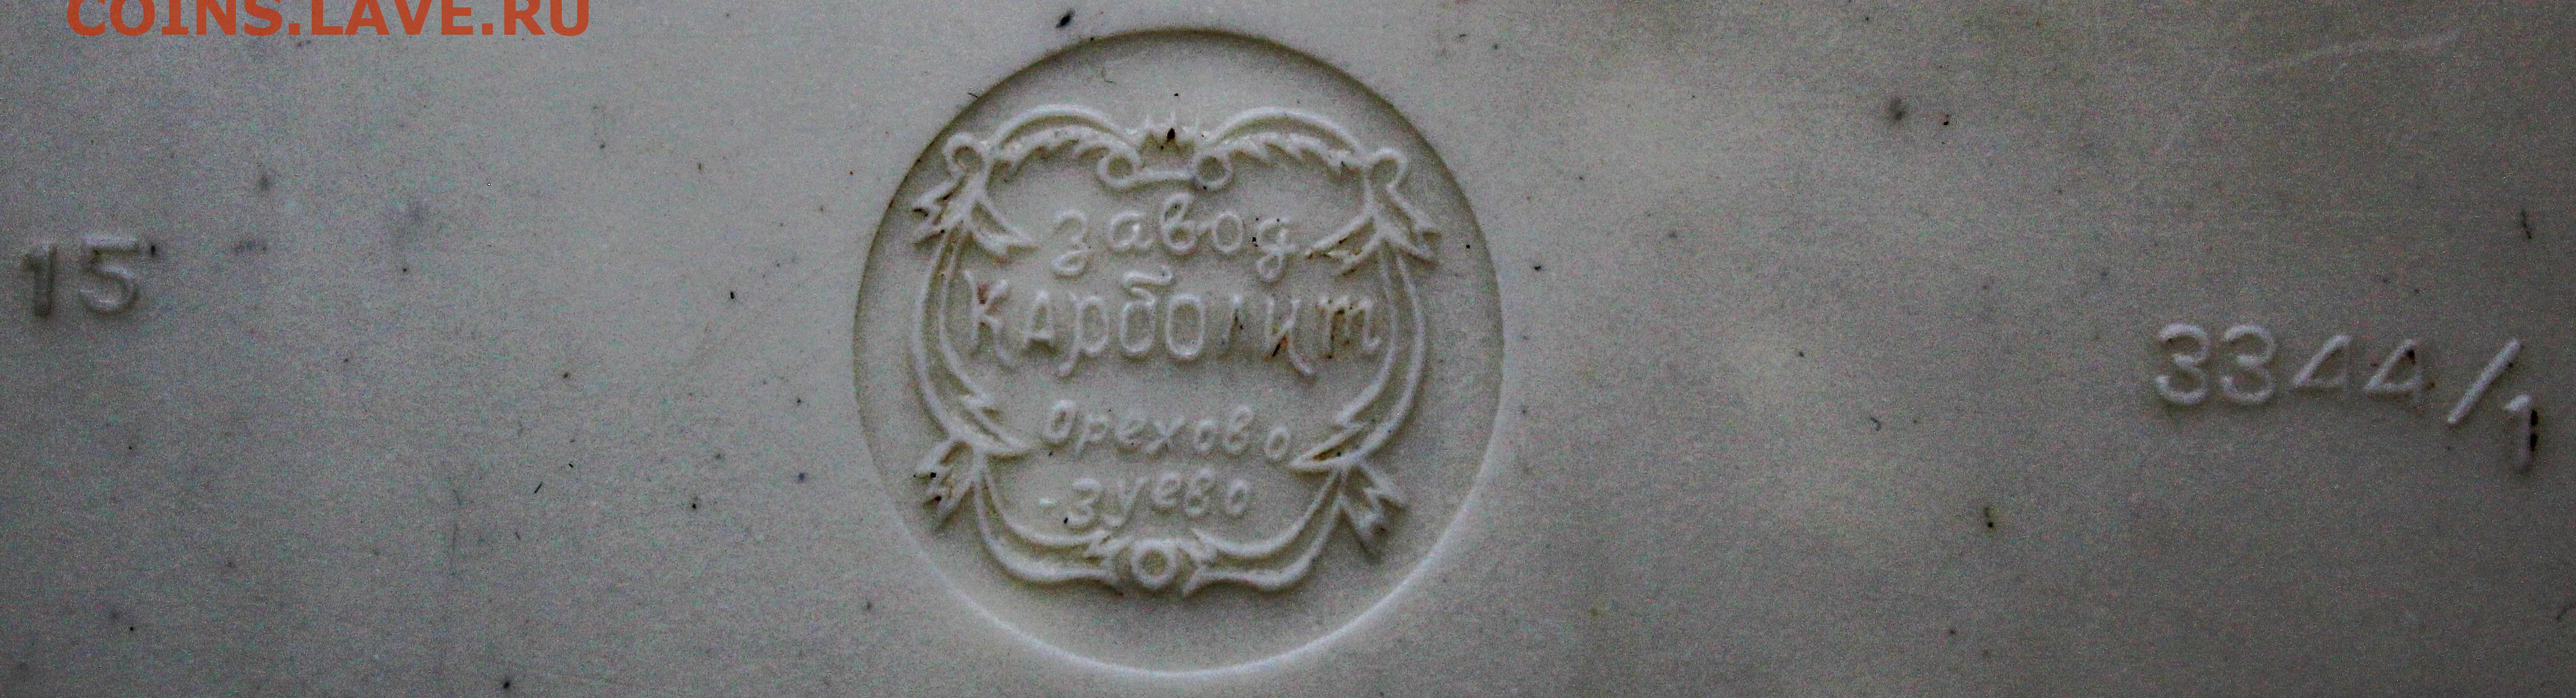 COINS.LAVE.RU
завод
Карболит
Орехово
-Зуево
15
3344/1